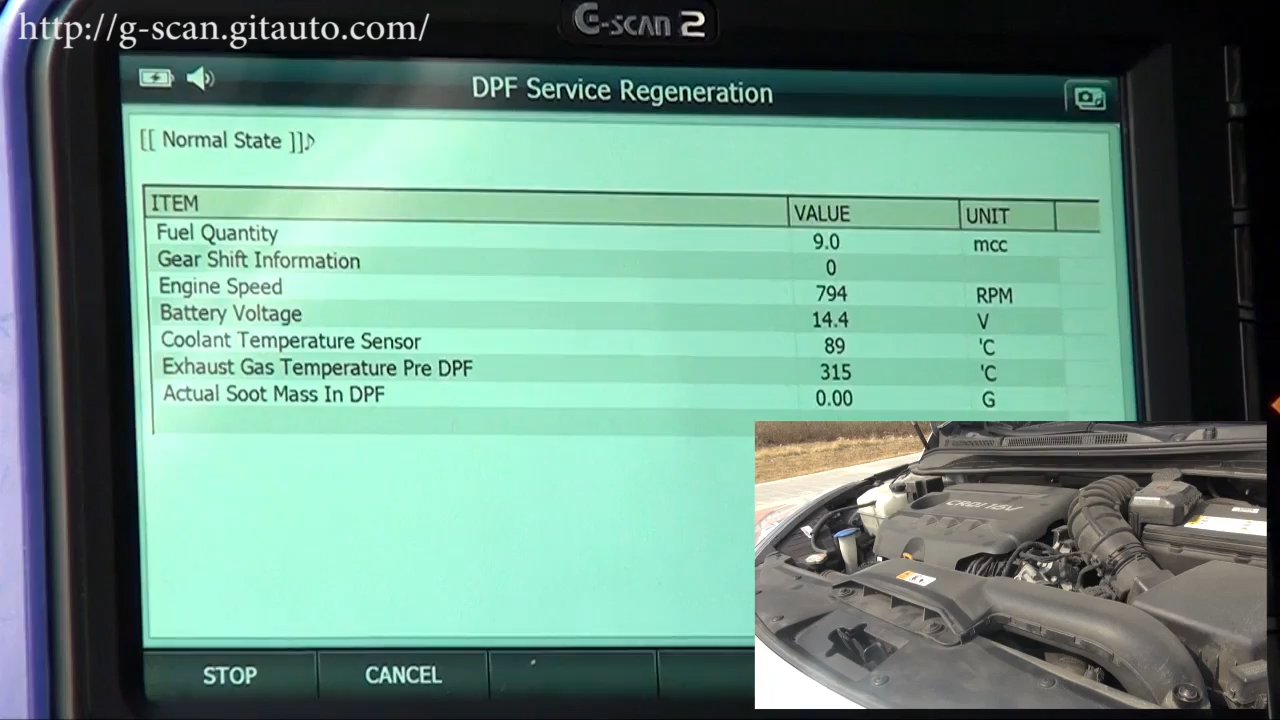 http://g-scan.gitauto.com/
G-scan 2
DPF Service Regeneration
[[ Normal State ]]♪
ITEM VALUE UNIT
Fuel Quantity 9.0 mcc
Gear Shift Information 0
Engine Speed 794 RPM
Battery Voltage 14.4 V
Coolant Temperature Sensor 89 'C
Exhaust Gas Temperature Pre DPF 315 'C
Actual Soot Mass In DPF 0.00 G
CRDi 16V
STOP CANCEL